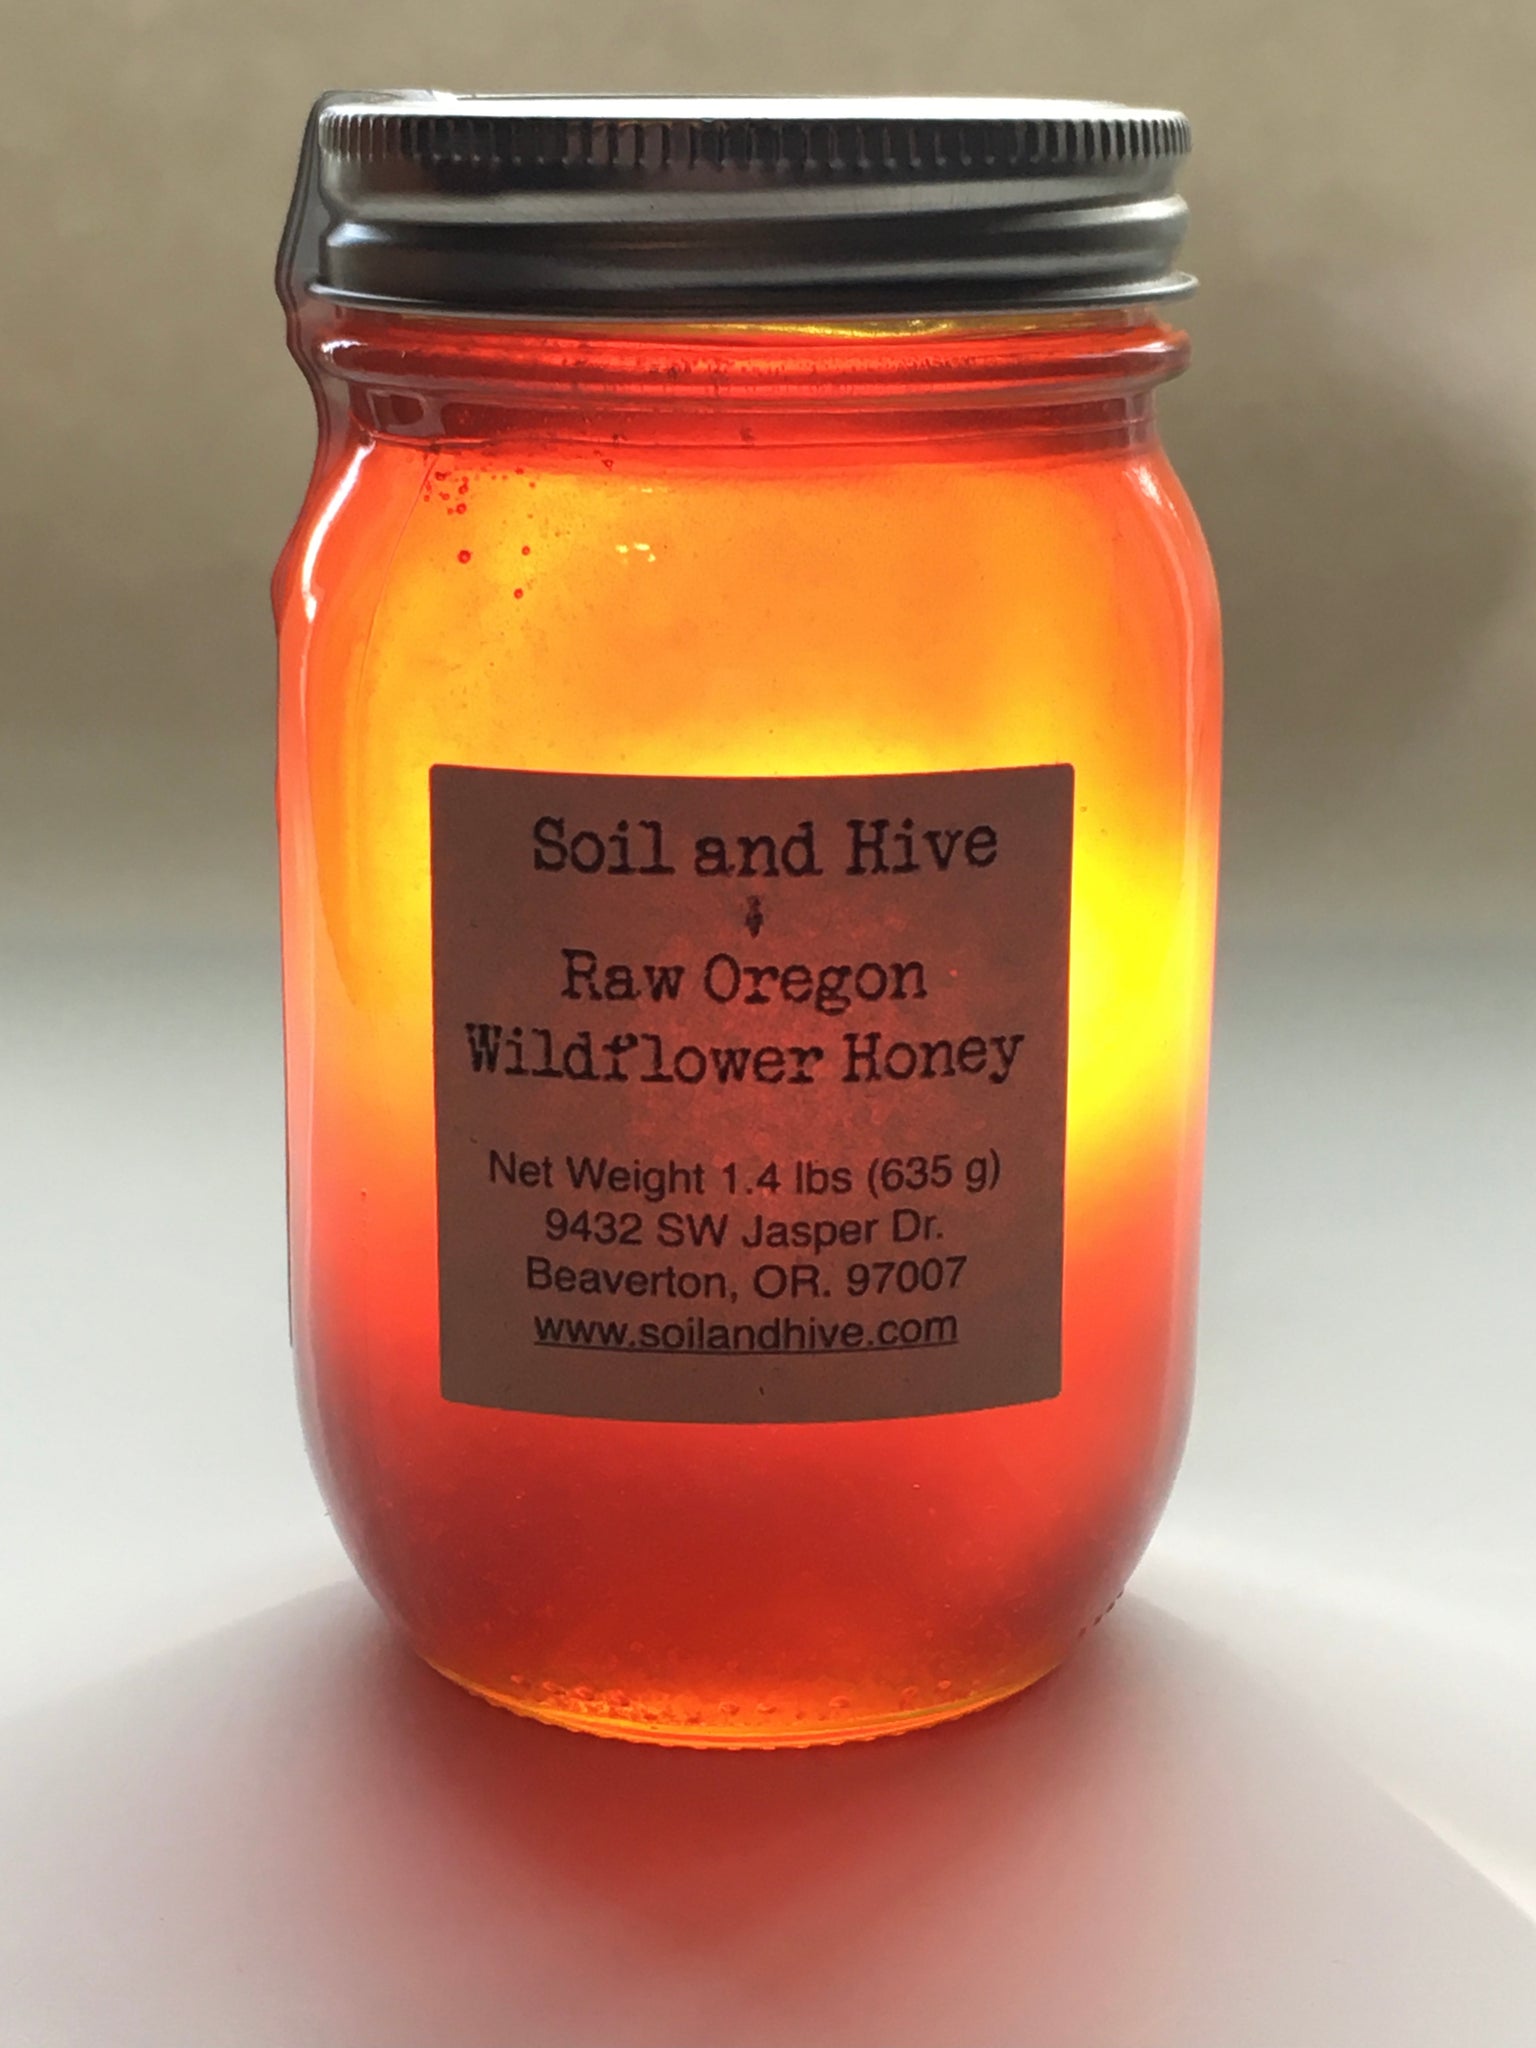 Soil and Hive
Raw Oregon
Wildflower Honey
Net Weight 1.4 lbs (635 g)
9432 SW Jasper Dr.
Beaverton, OR. 97007
www.soilandhive.com